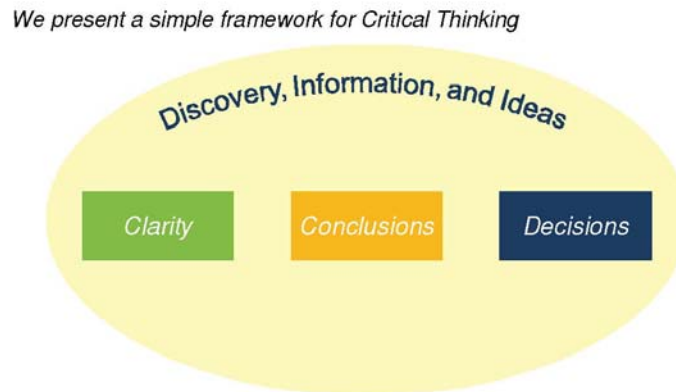 We present a simple framework for Critical Thinking
Discovery, Information, and Ideas
Clarity
Conclusions
Decisions